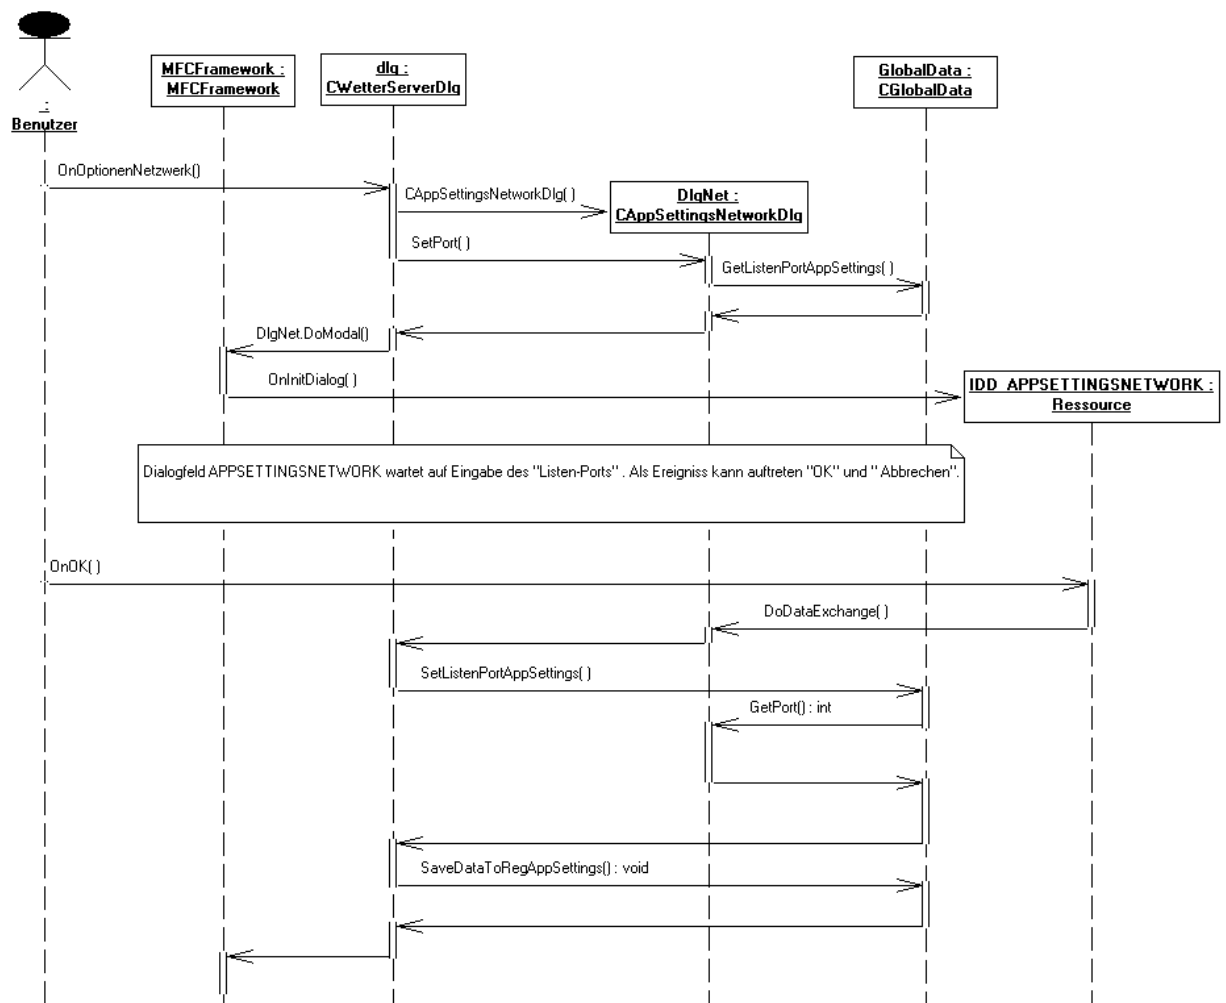 MFCFramework :
MFCFramework
dlg :
CWetterServerDlg
GlobalData :
CGlobalData
:
Benutzer
OnOptionenNetzwerk()
CAppSettingsNetworkDlg( )
DlgNet :
CAppSettingsNetworkDlg
SetPort( )
GetListenPortAppSettings( )
DlgNet.DoModal()
OnInitDialog( )
IDD_APPSETTINGSNETWORK :
Ressource
Dialogfeld APPSETTINGSNETWORK wartet auf Eingabe des "Listen-Ports" . Als Ereigniss kann auftreten "OK" und " Abbrechen".
OnOK( )
DoDataExchange( )
SetListenPortAppSettings( )
GetPort() : int
SaveDataToRegAppSettings() : void